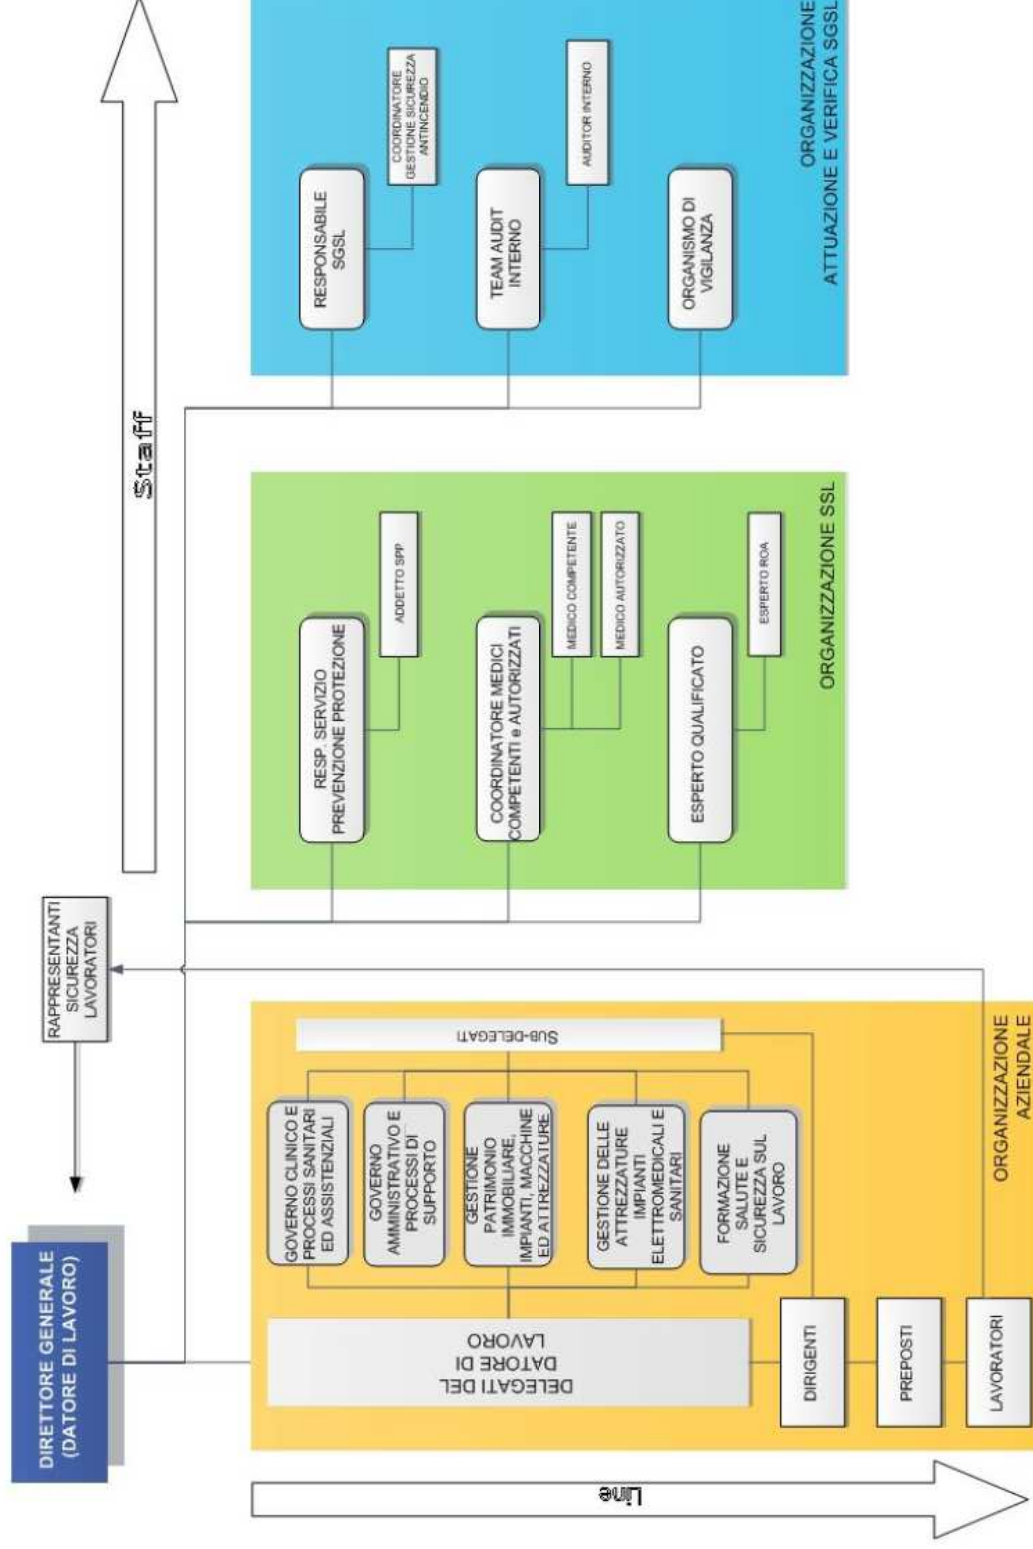 DIRETTORE GENERALE
(DATORE DI LAVORO)
RAPPRESENTANTI
SICUREZZA
LAVORATORI
Staff
Line
DELEGATI DEL
DATORE DI
LAVORO
GOVERNO CLINICO E
PROCESSI SANITARI
ED ASSISTENZIALI
GOVERNO
AMMINISTRATIVO E
PROCESSI DI
SUPPORTO
GESTIONE
PATRIMONIO
IMMOBILIARE,
IMPIANTI, MACCHINE
ED ATTREZZATURE
GESTIONE DELLE
ATTREZZATURE
IMPIANTI
ELETTROMEDICALI E
SANITARI
FORMAZIONE
SALUTE E
SICUREZZA SUL
LAVORO
SUB-DELEGATI
DIRIGENTI
PREPOSTI
LAVORATORI
ORGANIZZAZIONE
AZIENDALE
RESP. SERVIZIO
PREVENZIONE PROTEZIONE
ADDETTO SPP
COORDINATORE MEDICI
COMPETENTI e AUTORIZZATI
MEDICO COMPETENTE
MEDICO AUTORIZZATO
ESPERTO QUALIFICATO
ESPERTO ROA
ORGANIZZAZIONE SSL
RESPONSABILE
SGSL
COORDINATORE
GESTIONE SICUREZZA
ANTINCENDIO
TEAM AUDIT
INTERNO
AUDITOR INTERNO
ORGANISMO DI
VIGILANZA
ORGANIZZAZIONE
ATTUAZIONE E VERIFICA SGSL